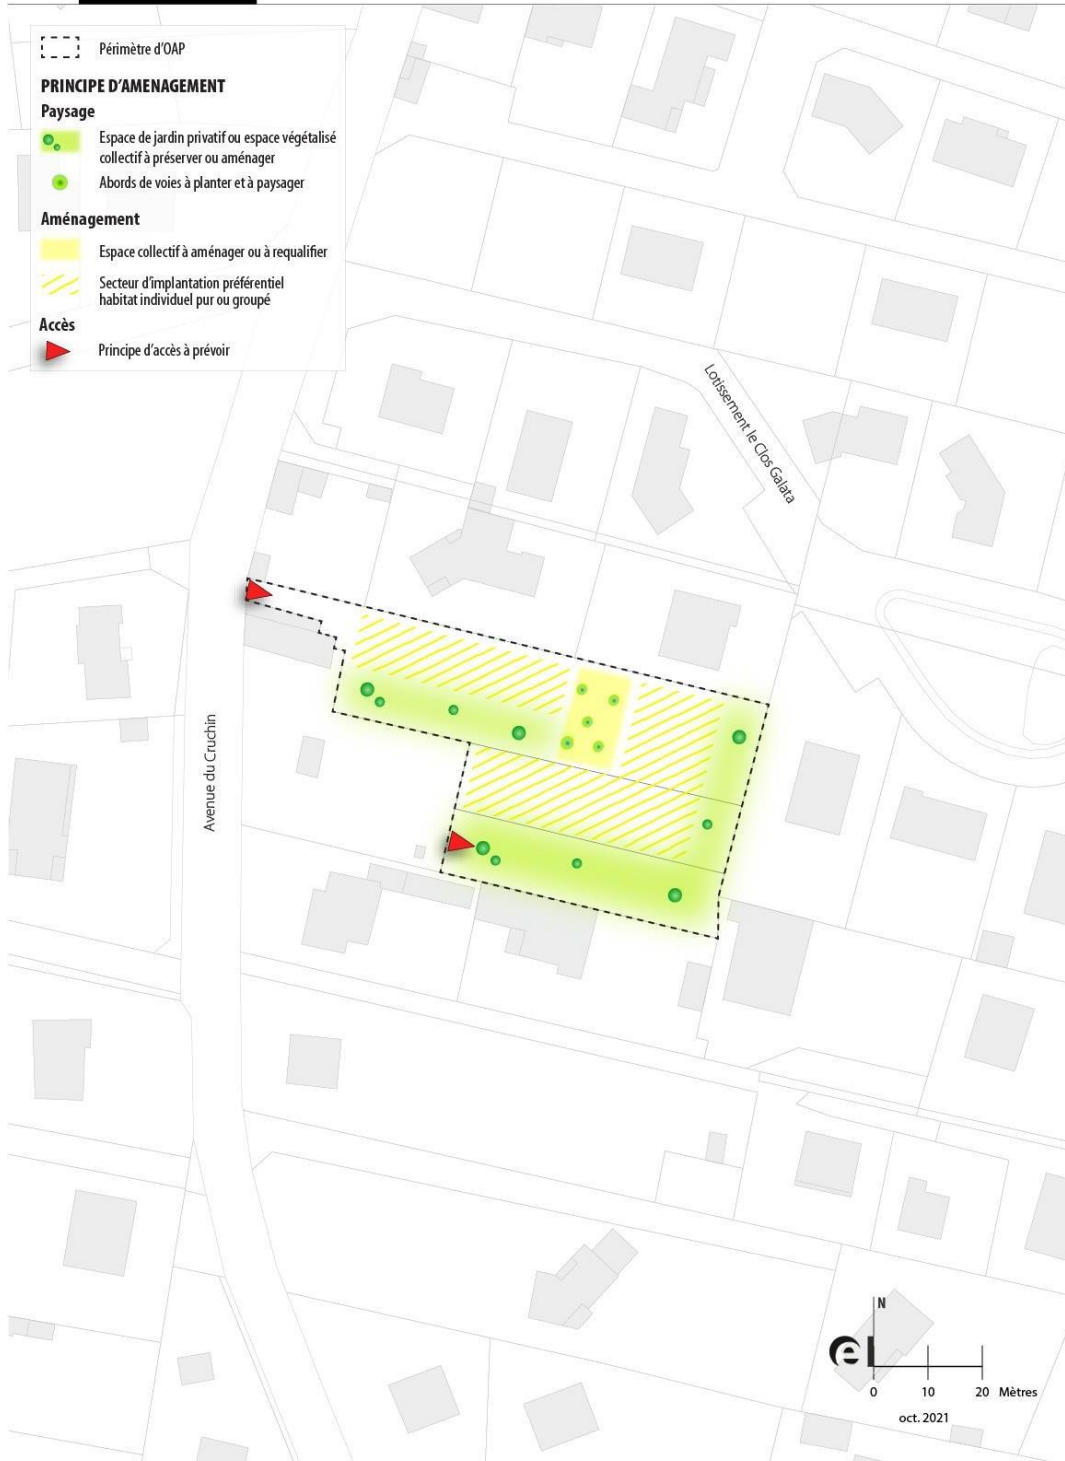 Périmètre d'OAP
PRINCIPE D'AMENAGEMENT
Paysage
Espace de jardin privatif ou espace végétalisé
collectif à préserver ou aménager
Abords de voies à planter et à paysager
Aménagement
Espace collectif à aménager ou à requalifier
Secteur d'implantation préférentiel
habitat individuel pur ou groupé
Accès
Principe d'accès à prévoir
Lotissement le Clos Galata
Avenue du Cruchin
N
e
0 10 20 Mètres
oct. 2021